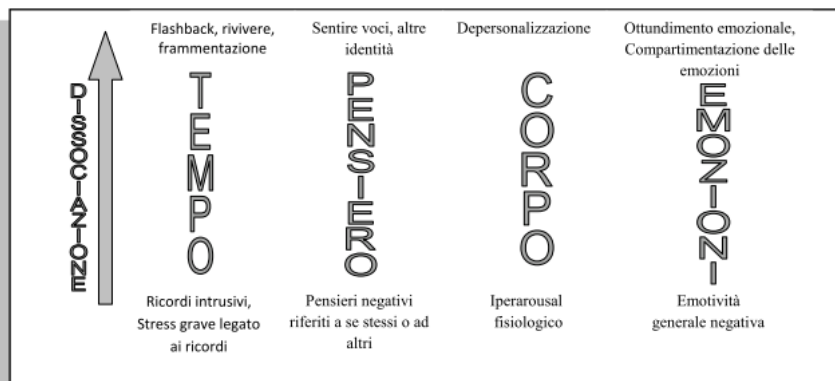 Flashback, rivivere,
frammentazione
Sentire voci, altre
identità
Depersonalizzazione
Ottundimento emozionale,
Compartimentazione delle
emozioni
DISSOCIAZIONE
TEMPO
PENSIERO
CORPO
EMOZIONI
Ricordi intrusivi,
Stress grave legato
ai ricordi
Pensieri negativi
riferiti a se stessi o ad
altri
Iperarousal
fisiologico
Emotività
generale negativa